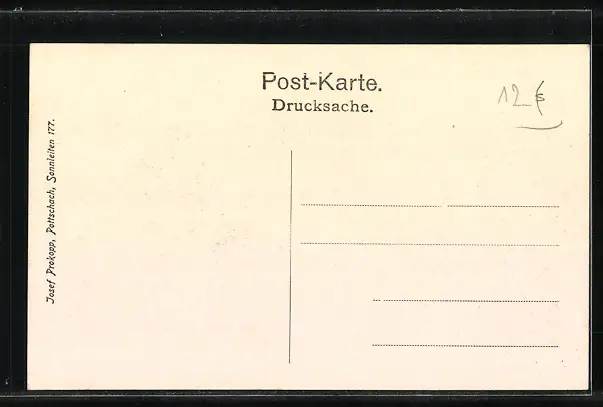 Post-Karte.
Drucksache.
12 €
Josef Prokopp, Pottschach, Sonnleiten 177.